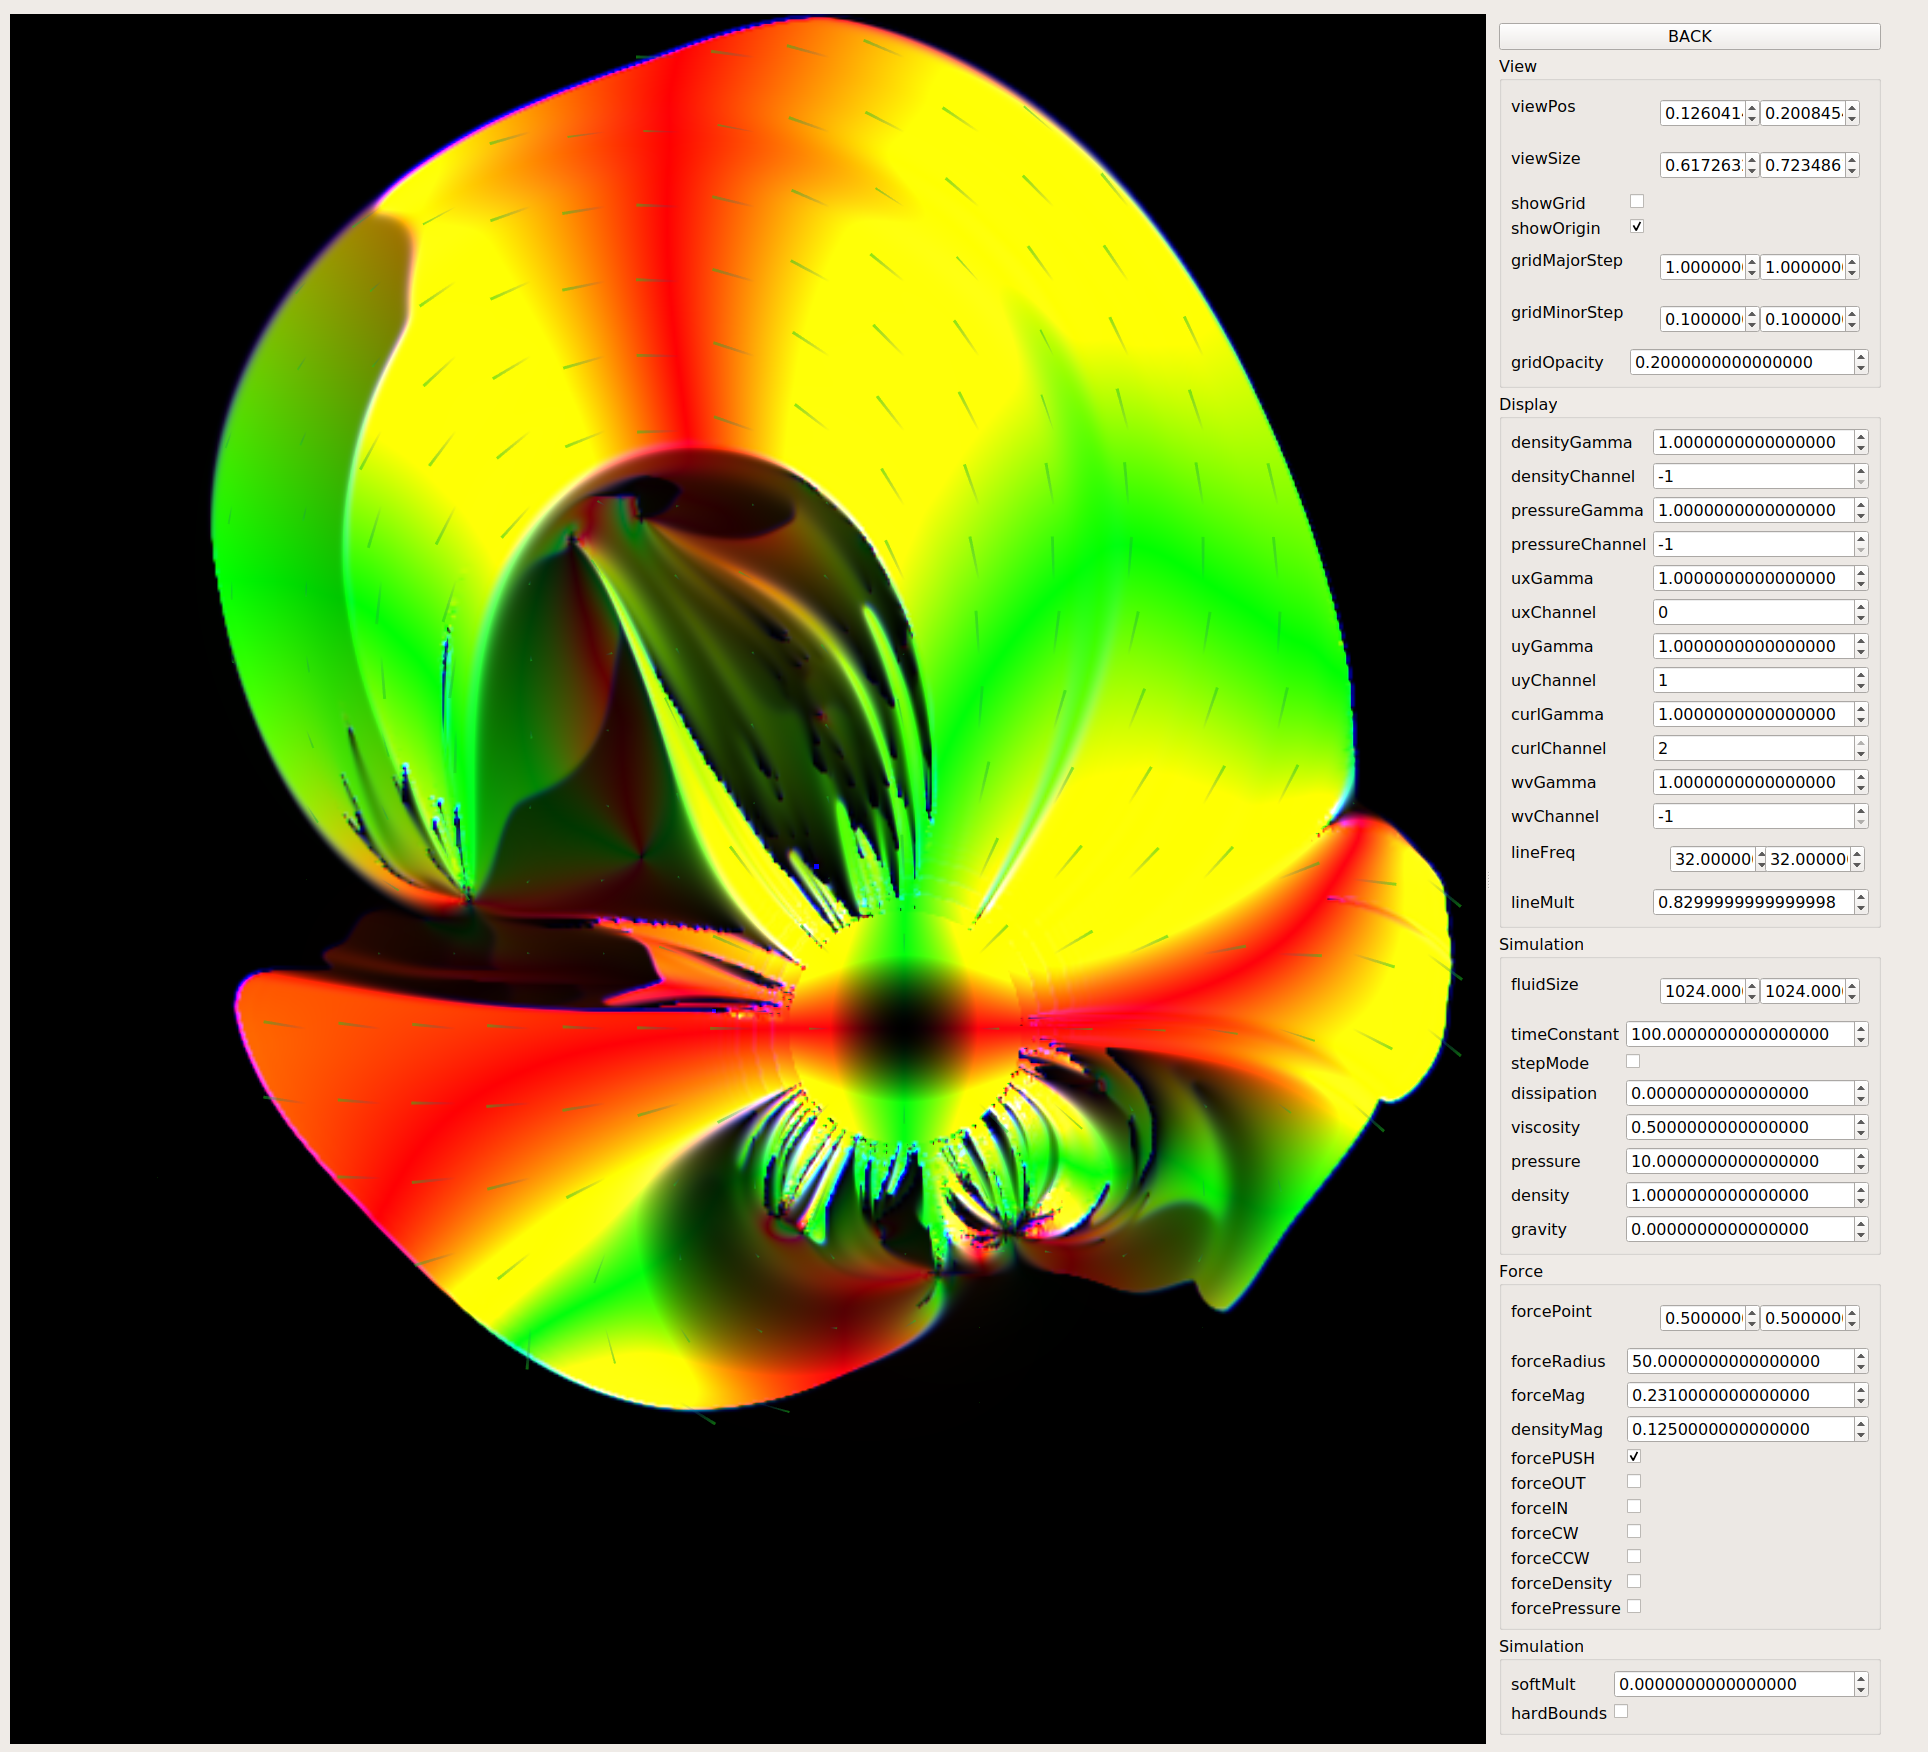 BACK
View
viewPos 0.126041 0.200845
viewSize 0.617263 0.723486
showGrid
showOrigin
gridMajorStep 1.000000 1.000000
gridMinorStep 0.100000 0.100000
gridOpacity 0.2000000000000000
Display
densityGamma 1.0000000000000000
densityChannel -1
pressureGamma 1.0000000000000000
pressureChannel -1
uxGamma 1.0000000000000000
uxChannel 0
uyGamma 1.0000000000000000
uyChannel 1
curlGamma 1.0000000000000000
curlChannel 2
wvGamma 1.0000000000000000
wvChannel -1
lineFreq 32.00000 32.00000
lineMult 0.8299999999999998
Simulation
fluidSize 1024.000 1024.000
timeConstant 100.0000000000000000
stepMode
dissipation 0.0000000000000000
viscosity 0.5000000000000000
pressure 10.0000000000000000
density 1.0000000000000000
gravity 0.0000000000000000
Force
forcePoint 0.500000 0.500000
forceRadius 50.0000000000000000
forceMag 0.2310000000000000
densityMag 0.1250000000000000
forcePUSH
forceOUT
forceIN
forceCW
forceCCW
forceDensity
forcePressure
Simulation
softMult 0.0000000000000000
hardBounds